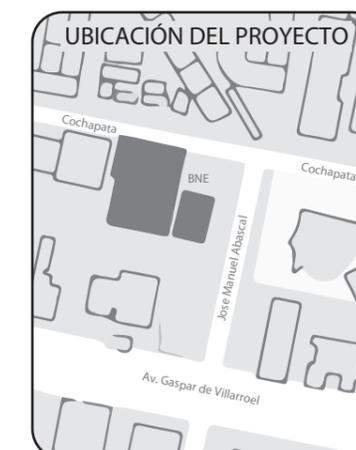 UBICACIÓN DEL PROYECTO
Cochapata
BNE
Cochapata
Jose Manuel Abascal
Av. Gaspar de Villarroel